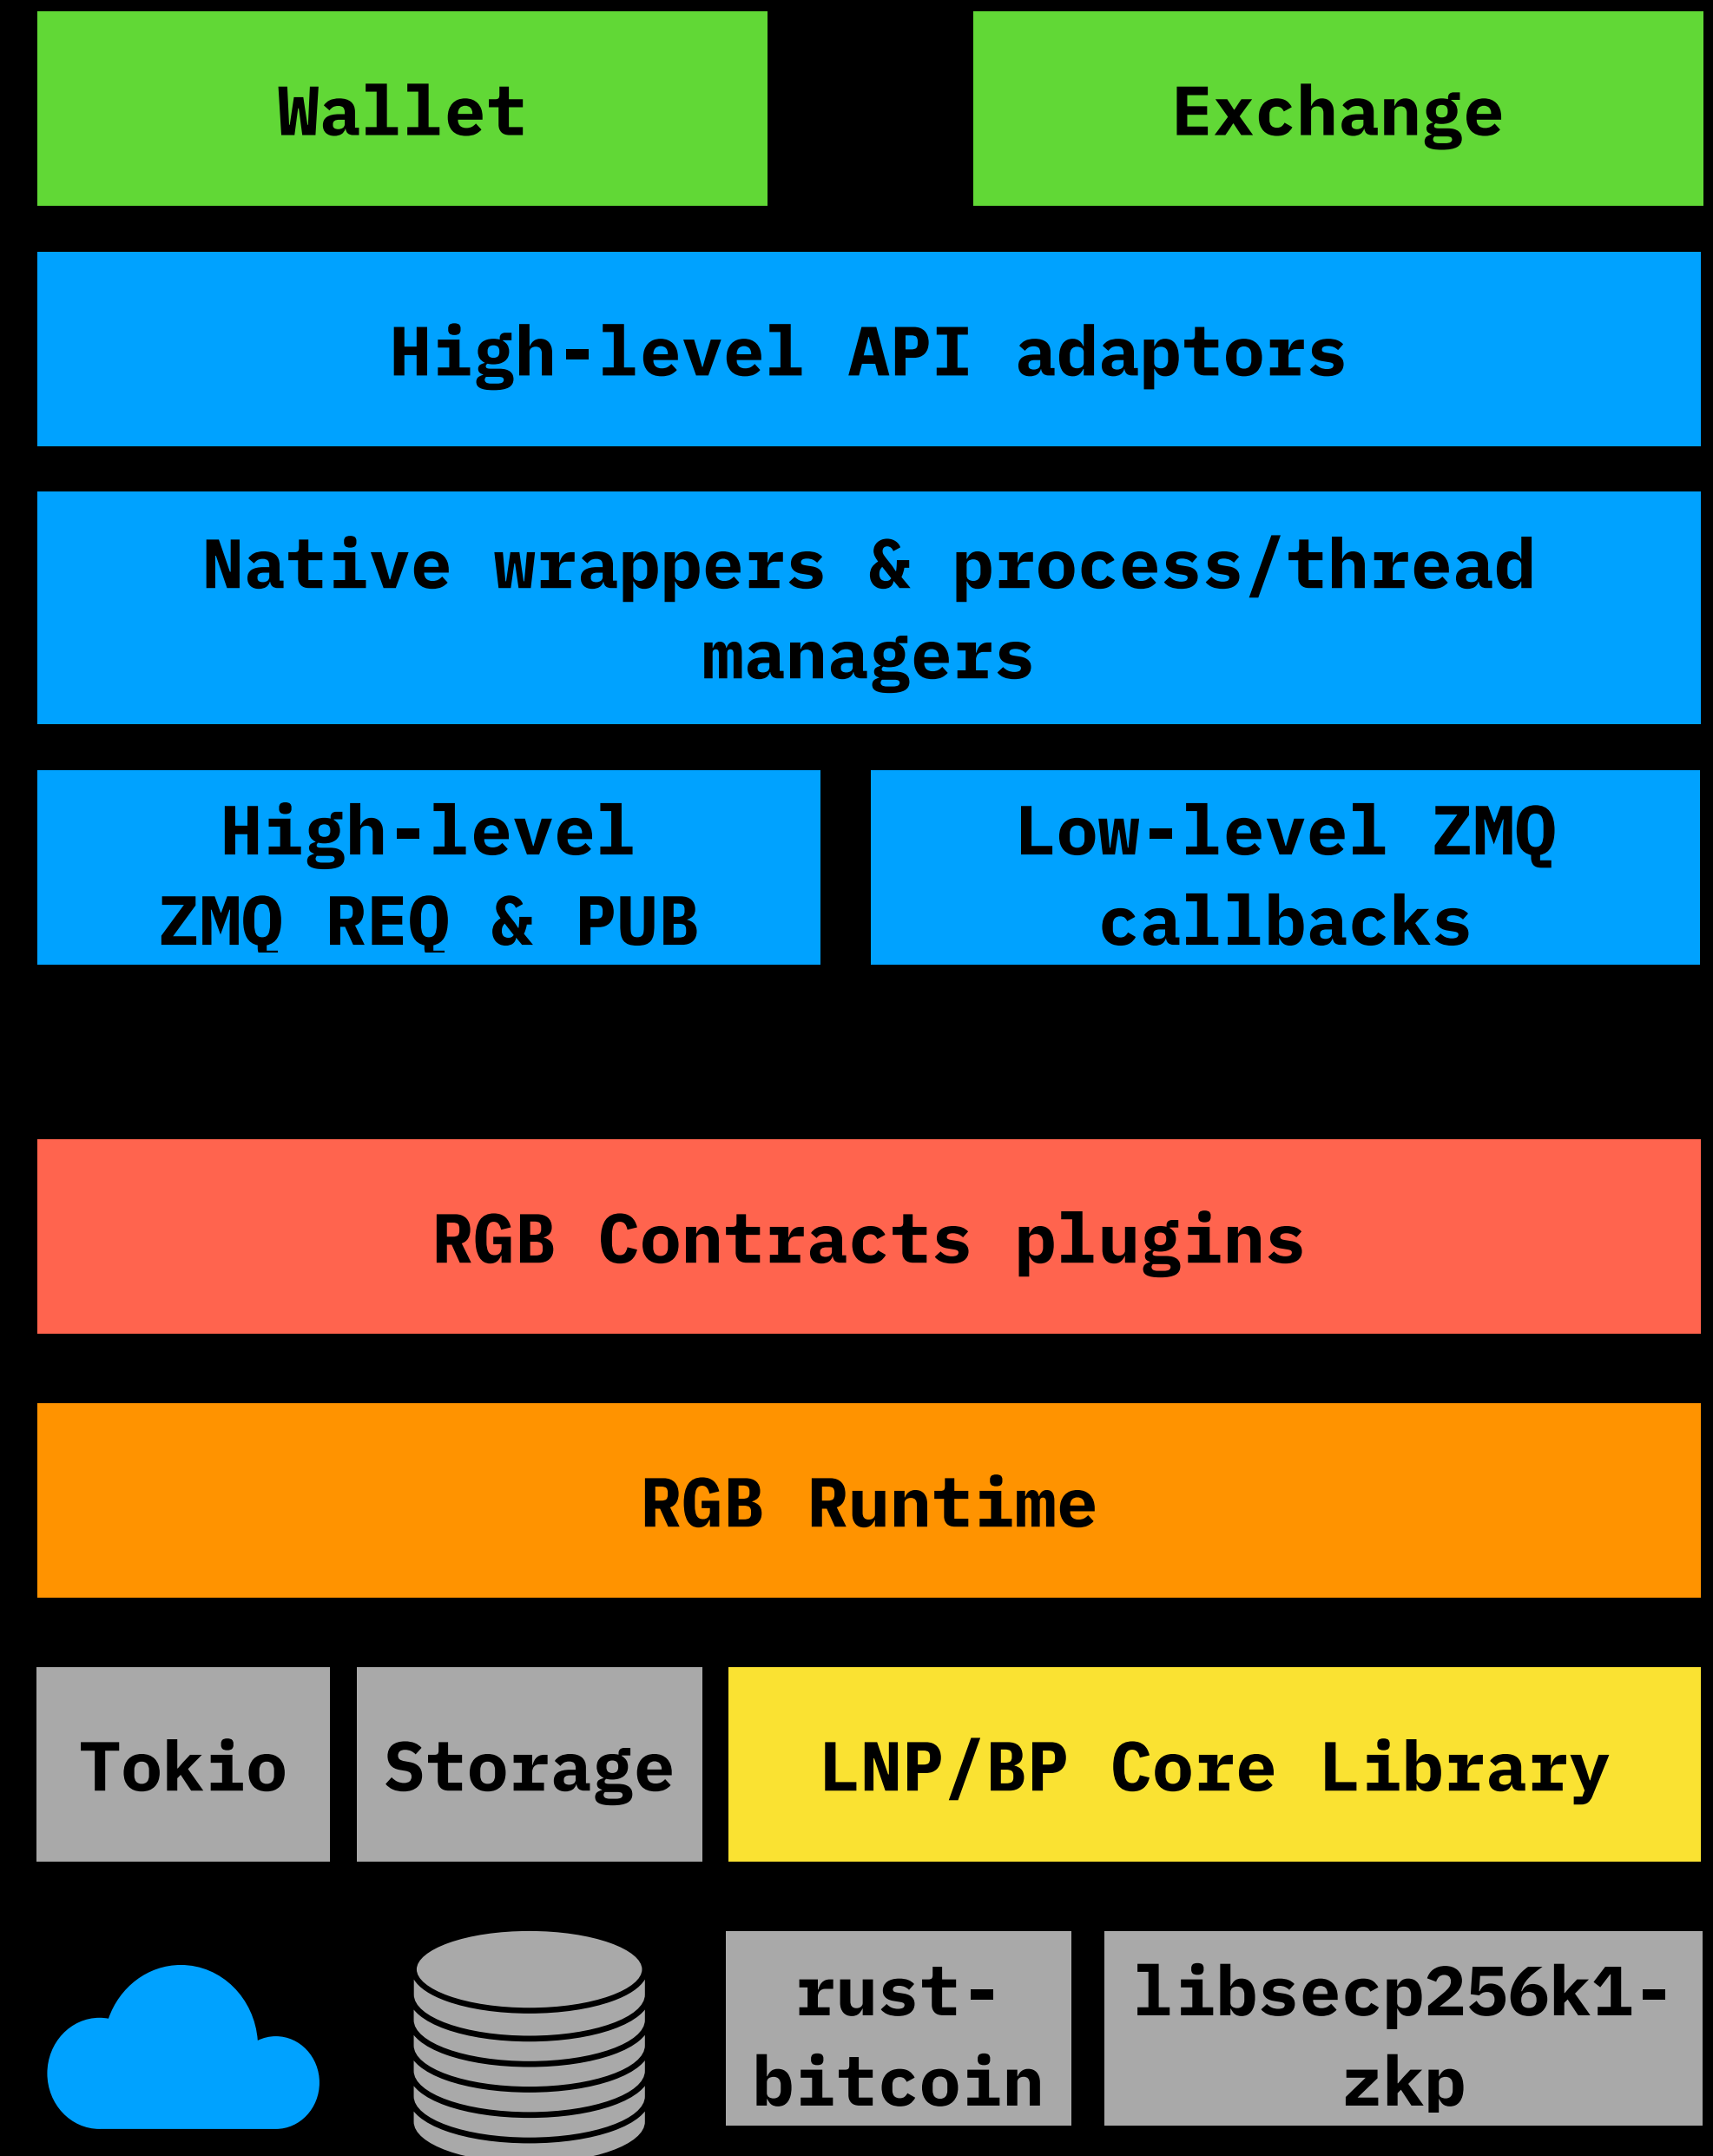 Wallet
Exchange
High-level API adaptors
Native wrappers & process/thread
managers
High-level
ZMQ REQ & PUB
Low-level ZMQ
callbacks
RGB Contracts plugins
RGB Runtime
Tokio
Storage
LNP/BP Core Library
rust-
bitcoin
libsecp256k1-
zkp